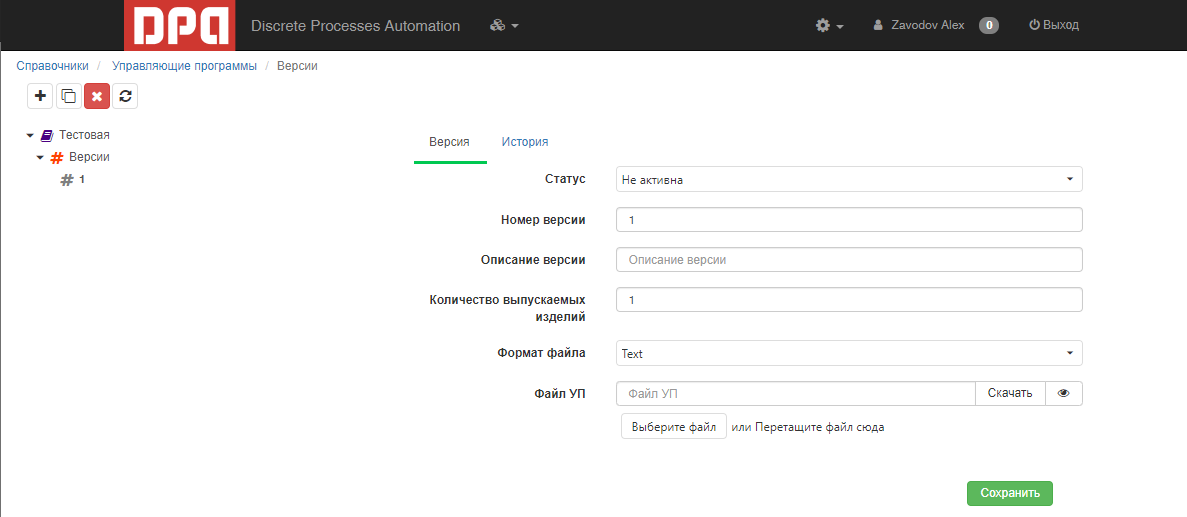 DPA Discrete Processes Automation Zavodov Alex 0 Выход
Справочники / Управляющие программы / Версии
Тестовая
# Версии
# 1
Версия История
Статус Не активна
Номер версии 1
Описание версии Описание версии
Количество выпускаемых
изделий 1
Формат файла Text
Файл УП Файл УП Скачать
Выберите файл или Перетащите файл сюда
Сохранить